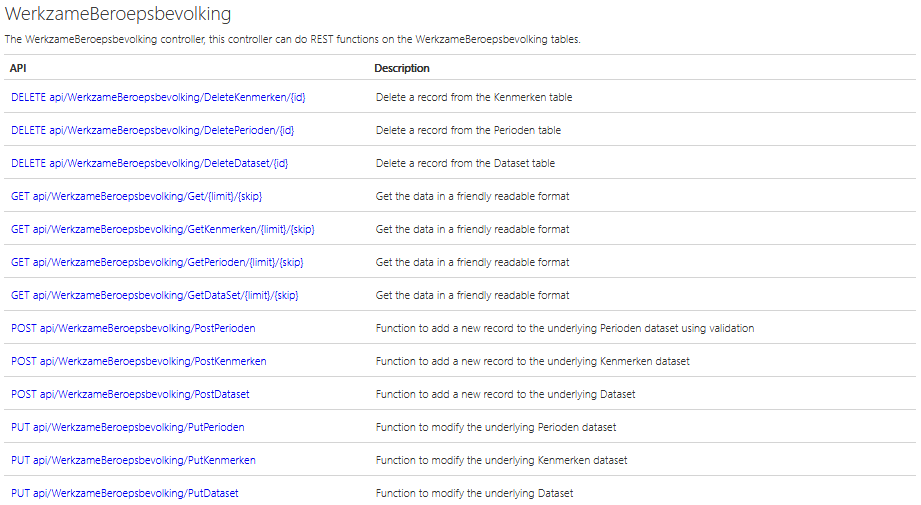 WerkzameBeroepsbevolking
The WerkzameBeroepsbevolking controller, this controller can do REST functions on the WerkzameBeroepsbevolking tables.
API Description
DELETE api/WerkzameBeroepsbevolking/DeleteKenmerken/{id} Delete a record from the Kenmerken table
DELETE api/WerkzameBeroepsbevolking/DeletePerioden/{id} Delete a record from the Perioden table
DELETE api/WerkzameBeroepsbevolking/DeleteDataset/{id} Delete a record from the Dataset table
GET api/WerkzameBeroepsbevolking/Get/{limit}/{skip} Get the data in a friendly readable format
GET api/WerkzameBeroepsbevolking/GetKenmerken/{limit}/{skip} Get the data in a friendly readable format
GET api/WerkzameBeroepsbevolking/GetPerioden/{limit}/{skip} Get the data in a friendly readable format
GET api/WerkzameBeroepsbevolking/GetDataSet/{limit}/{skip} Get the data in a friendly readable format
POST api/WerkzameBeroepsbevolking/PostPerioden Function to add a new record to the underlying Perioden dataset using validation
POST api/WerkzameBeroepsbevolking/PostKenmerken Function to add a new record to the underlying Kenmerken dataset
POST api/WerkzameBeroepsbevolking/PostDataset Function to add a new record to the underlying Dataset
PUT api/WerkzameBeroepsbevolking/PutPerioden Function to modify the underlying Perioden dataset
PUT api/WerkzameBeroepsbevolking/PutKenmerken Function to modify the underlying Kenmerken dataset
PUT api/WerkzameBeroepsbevolking/PutDataset Function to modify the underlying Dataset